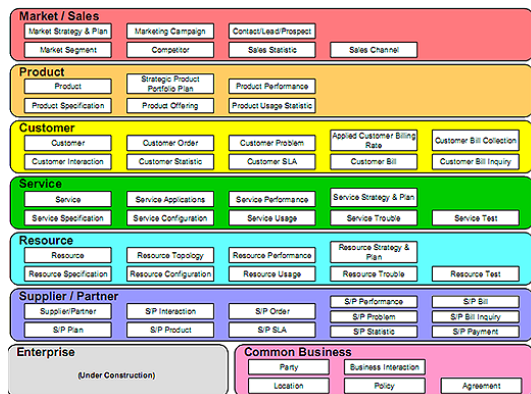 Market / Sales
Market Strategy & Plan Marketing Campaign Contact/Lead/Prospect
Market Segment Competitor Sales Statistic Sales Channel
Product
Product Strategic Product Portfolio Plan Product Performance
Product Specification Product Offering Product Usage Statistic
Customer
Customer Customer Order Customer Problem Applied Customer Billing Rate Customer Bill Collection
Customer Interaction Customer Statistic Customer SLA Customer Bill Customer Bill Inquiry
Service
Service Service Applications Service Performance Service Strategy & Plan
Service Specification Service Configuration Service Usage Service Trouble Service Test
Resource
Resource Resource Topology Resource Performance Resource Strategy & Plan
Resource Specification Resource Configuration Resource Usage Resource Trouble Resource Test
Supplier / Partner
S/P Performance S/P Bill
Supplier/Partner S/P Interaction S/P Order S/P Problem S/P Bill Inquiry
S/P Plan S/P Product S/P SLA S/P Statistic S/P Payment
Enterprise
(Under Construction)
Common Business
Party Business Interaction
Location Policy Agreement